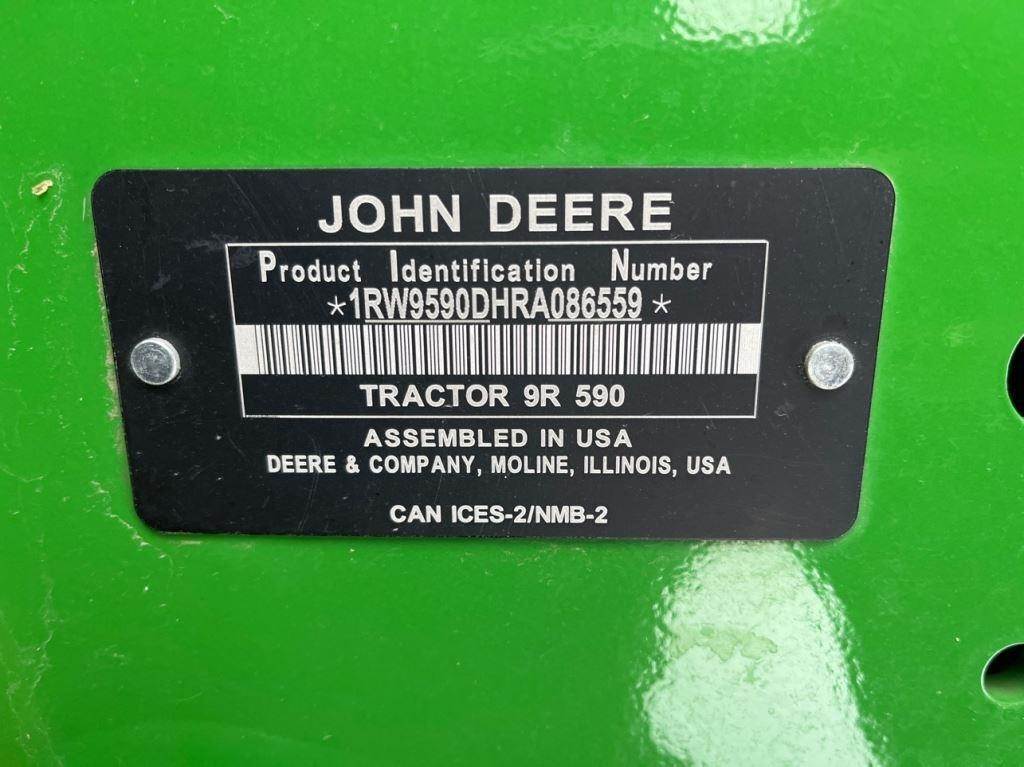 JOHN DEERE
Product Identification Number
*1RW9590DHRA086559*
TRACTOR 9R 590
ASSEMBLED IN USA
DEERE & COMPANY, MOLINE, ILLINOIS, USA
CAN ICES-2/NMB-2